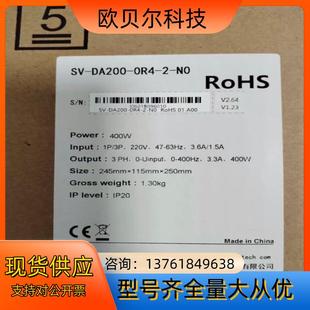 欧贝尔科技
5
SV-DA200-0R4-2-N0
RoHS
S/N:
SV-DA200-0R4-2-N0 RoHS 01 A00
V2.64
V1.23
Power: 400W
Input: 1P/3P, 220V, 47-63Hz, 3.6A/1.5A
Output: 3 PH, 0-Uinput, 0-400Hz, 3.3A, 400W
Size: 245mm×115mm×250mm
Gross weight: 1.30kg
IP level: IP20
CE
Made in China
现货供应
支持对公开票
咨询:13761849638
型号齐全量大从优